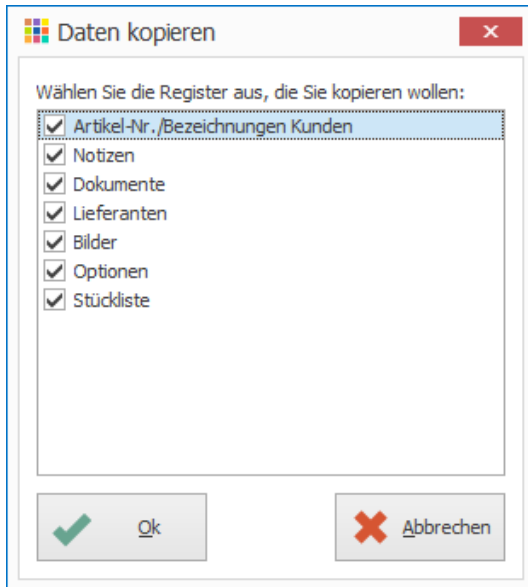 Daten kopieren
Wählen Sie die Register aus, die Sie kopieren wollen:
Artikel-Nr./Bezeichnungen Kunden
Notizen
Dokumente
Lieferanten
Bilder
Optionen
Stückliste
Ok
Abbrechen